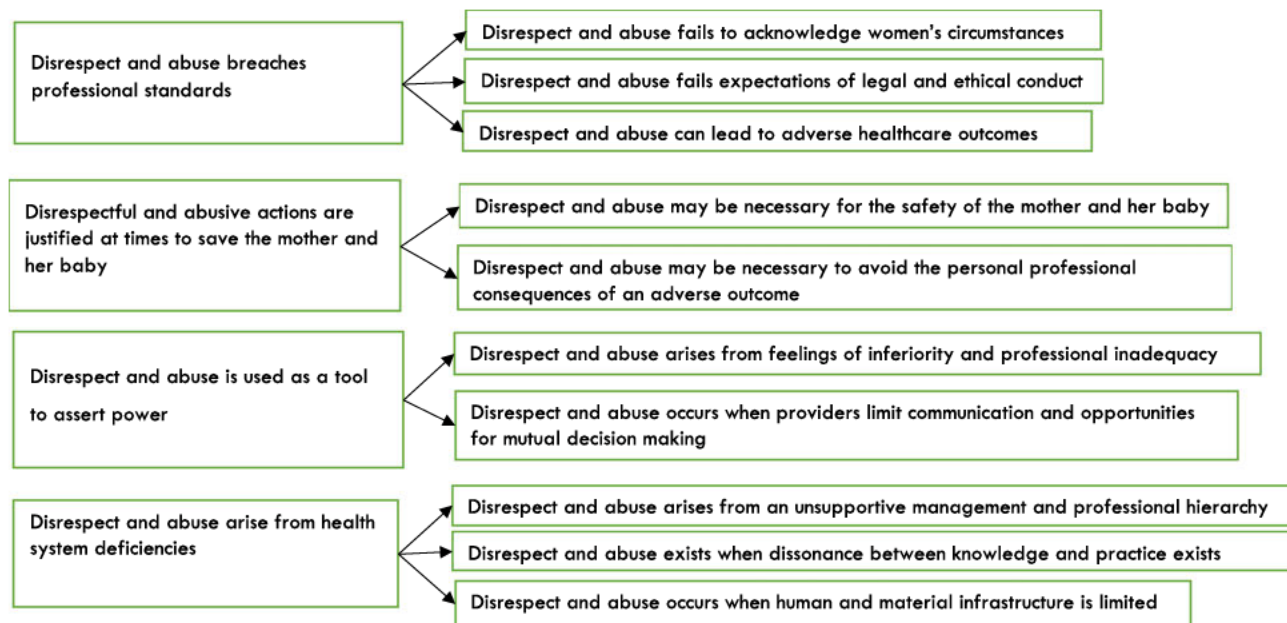 Disrespect and abuse breaches
professional standards
Disrespect and abuse fails to acknowledge women's circumstances
Disrespect and abuse fails expectations of legal and ethical conduct
Disrespect and abuse can lead to adverse healthcare outcomes
Disrespectful and abusive actions are
justified at times to save the mother and
her baby
Disrespect and abuse may be necessary for the safety of the mother and her baby
Disrespect and abuse may be necessary to avoid the personal professional
consequences of an adverse outcome
Disrespect and abuse is used as a tool
to assert power
Disrespect and abuse arises from feelings of inferiority and professional inadequacy
Disrespect and abuse occurs when providers limit communication and opportunities
for mutual decision making
Disrespect and abuse arise from health
system deficiencies
Disrespect and abuse arises from an unsupportive management and professional hierarchy
Disrespect and abuse exists when dissonance between knowledge and practice exists
Disrespect and abuse occurs when human and material infrastructure is limited